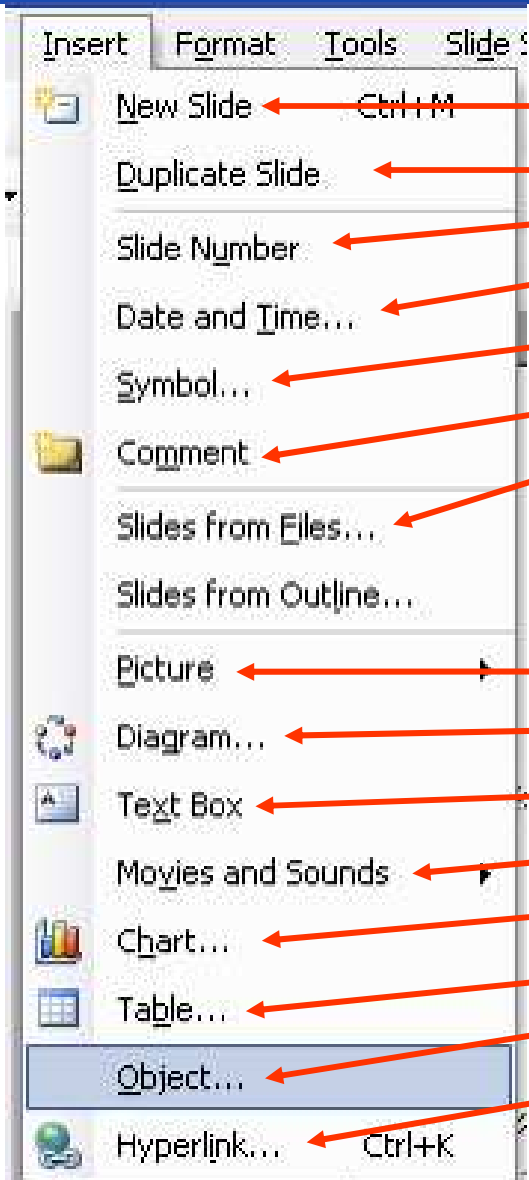 Insert Format Tools Slide S
New Slide Ctrl+M
Duplicate Slide
Slide Number
Date and Time...
Symbol...
Comment
Slides from Files...
Slides from Outline...
Picture
Diagram...
A
Text Box
Movies and Sounds
Chart...
Table...
Object...
Hyperlink... Ctrl+K